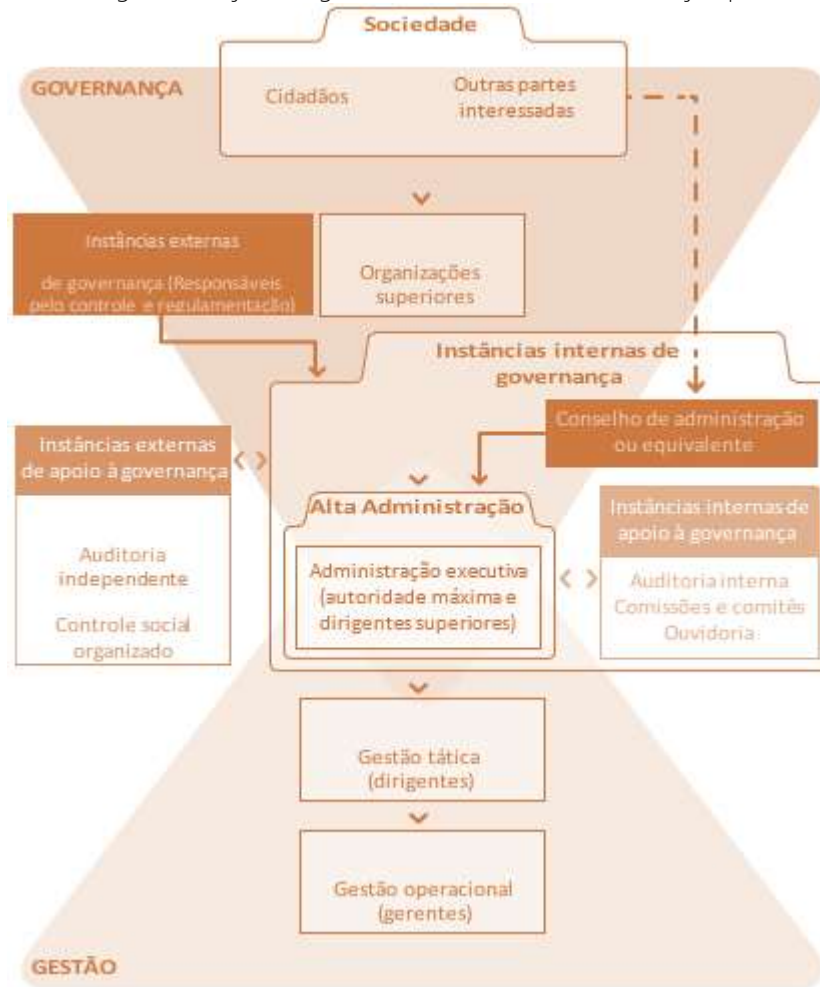 Sociedade
GOVERNANÇA
Cidadãos
Outras partes
interessadas
Instâncias externas
de governança (Responsáveis
pelo controle e regulamentação)
Organizações
superiores
Instâncias internas de
governança
Conselho de administração
ou equivalente
Instâncias externas
de apoio à governança
Auditoria
independente
Controle social
organizado
Alta Administração
Administração executiva
(autoridade máxima e
dirigentes superiores)
Instâncias internas de
apoio à governança
Auditoria interna
Comissões e comitês
Ouvidoria
Gestão tática
(dirigentes)
Gestão operacional
(gerentes)
GESTÃO